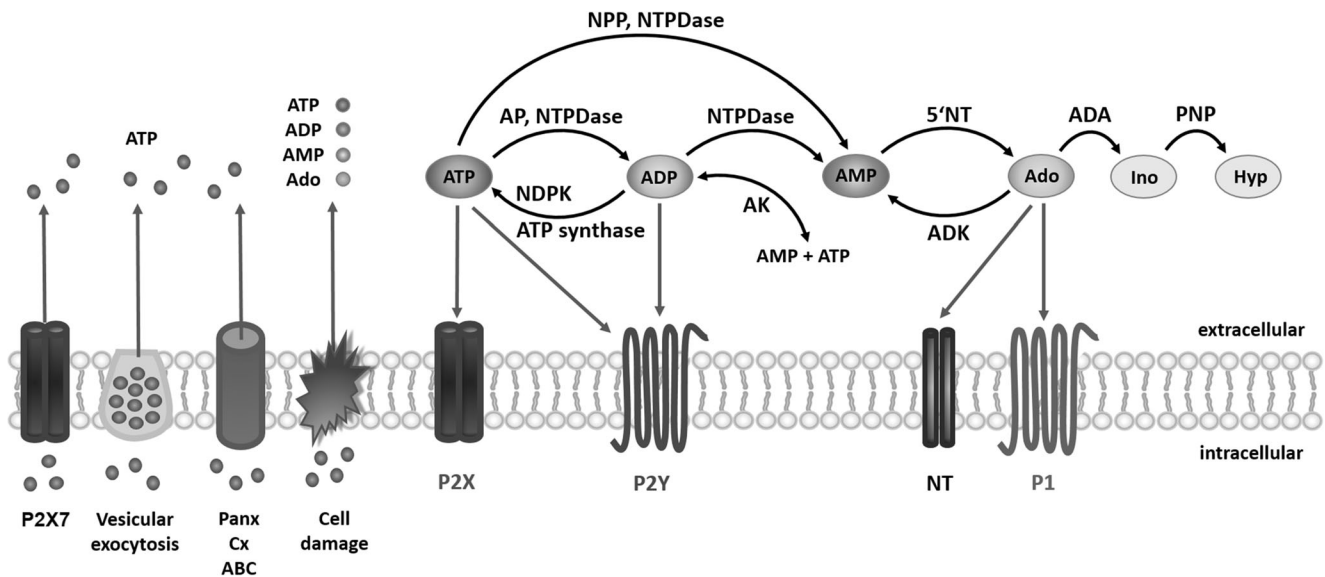 NPP, NTPDase
ATP
ADP
AMP
Ado
ATP
AP, NTPDase
NTPDase
5‘NT
ADA
PNP
ATP
ADP
AMP
Ado
Ino
Hyp
NDPK
ATP synthase
AK
AMP + ATP
ADK
extracellular
intracellular
P2X
P2Y
NT
P1
P2X7
Vesicular
exocytosis
Panx
Cx
ABC
Cell
damage